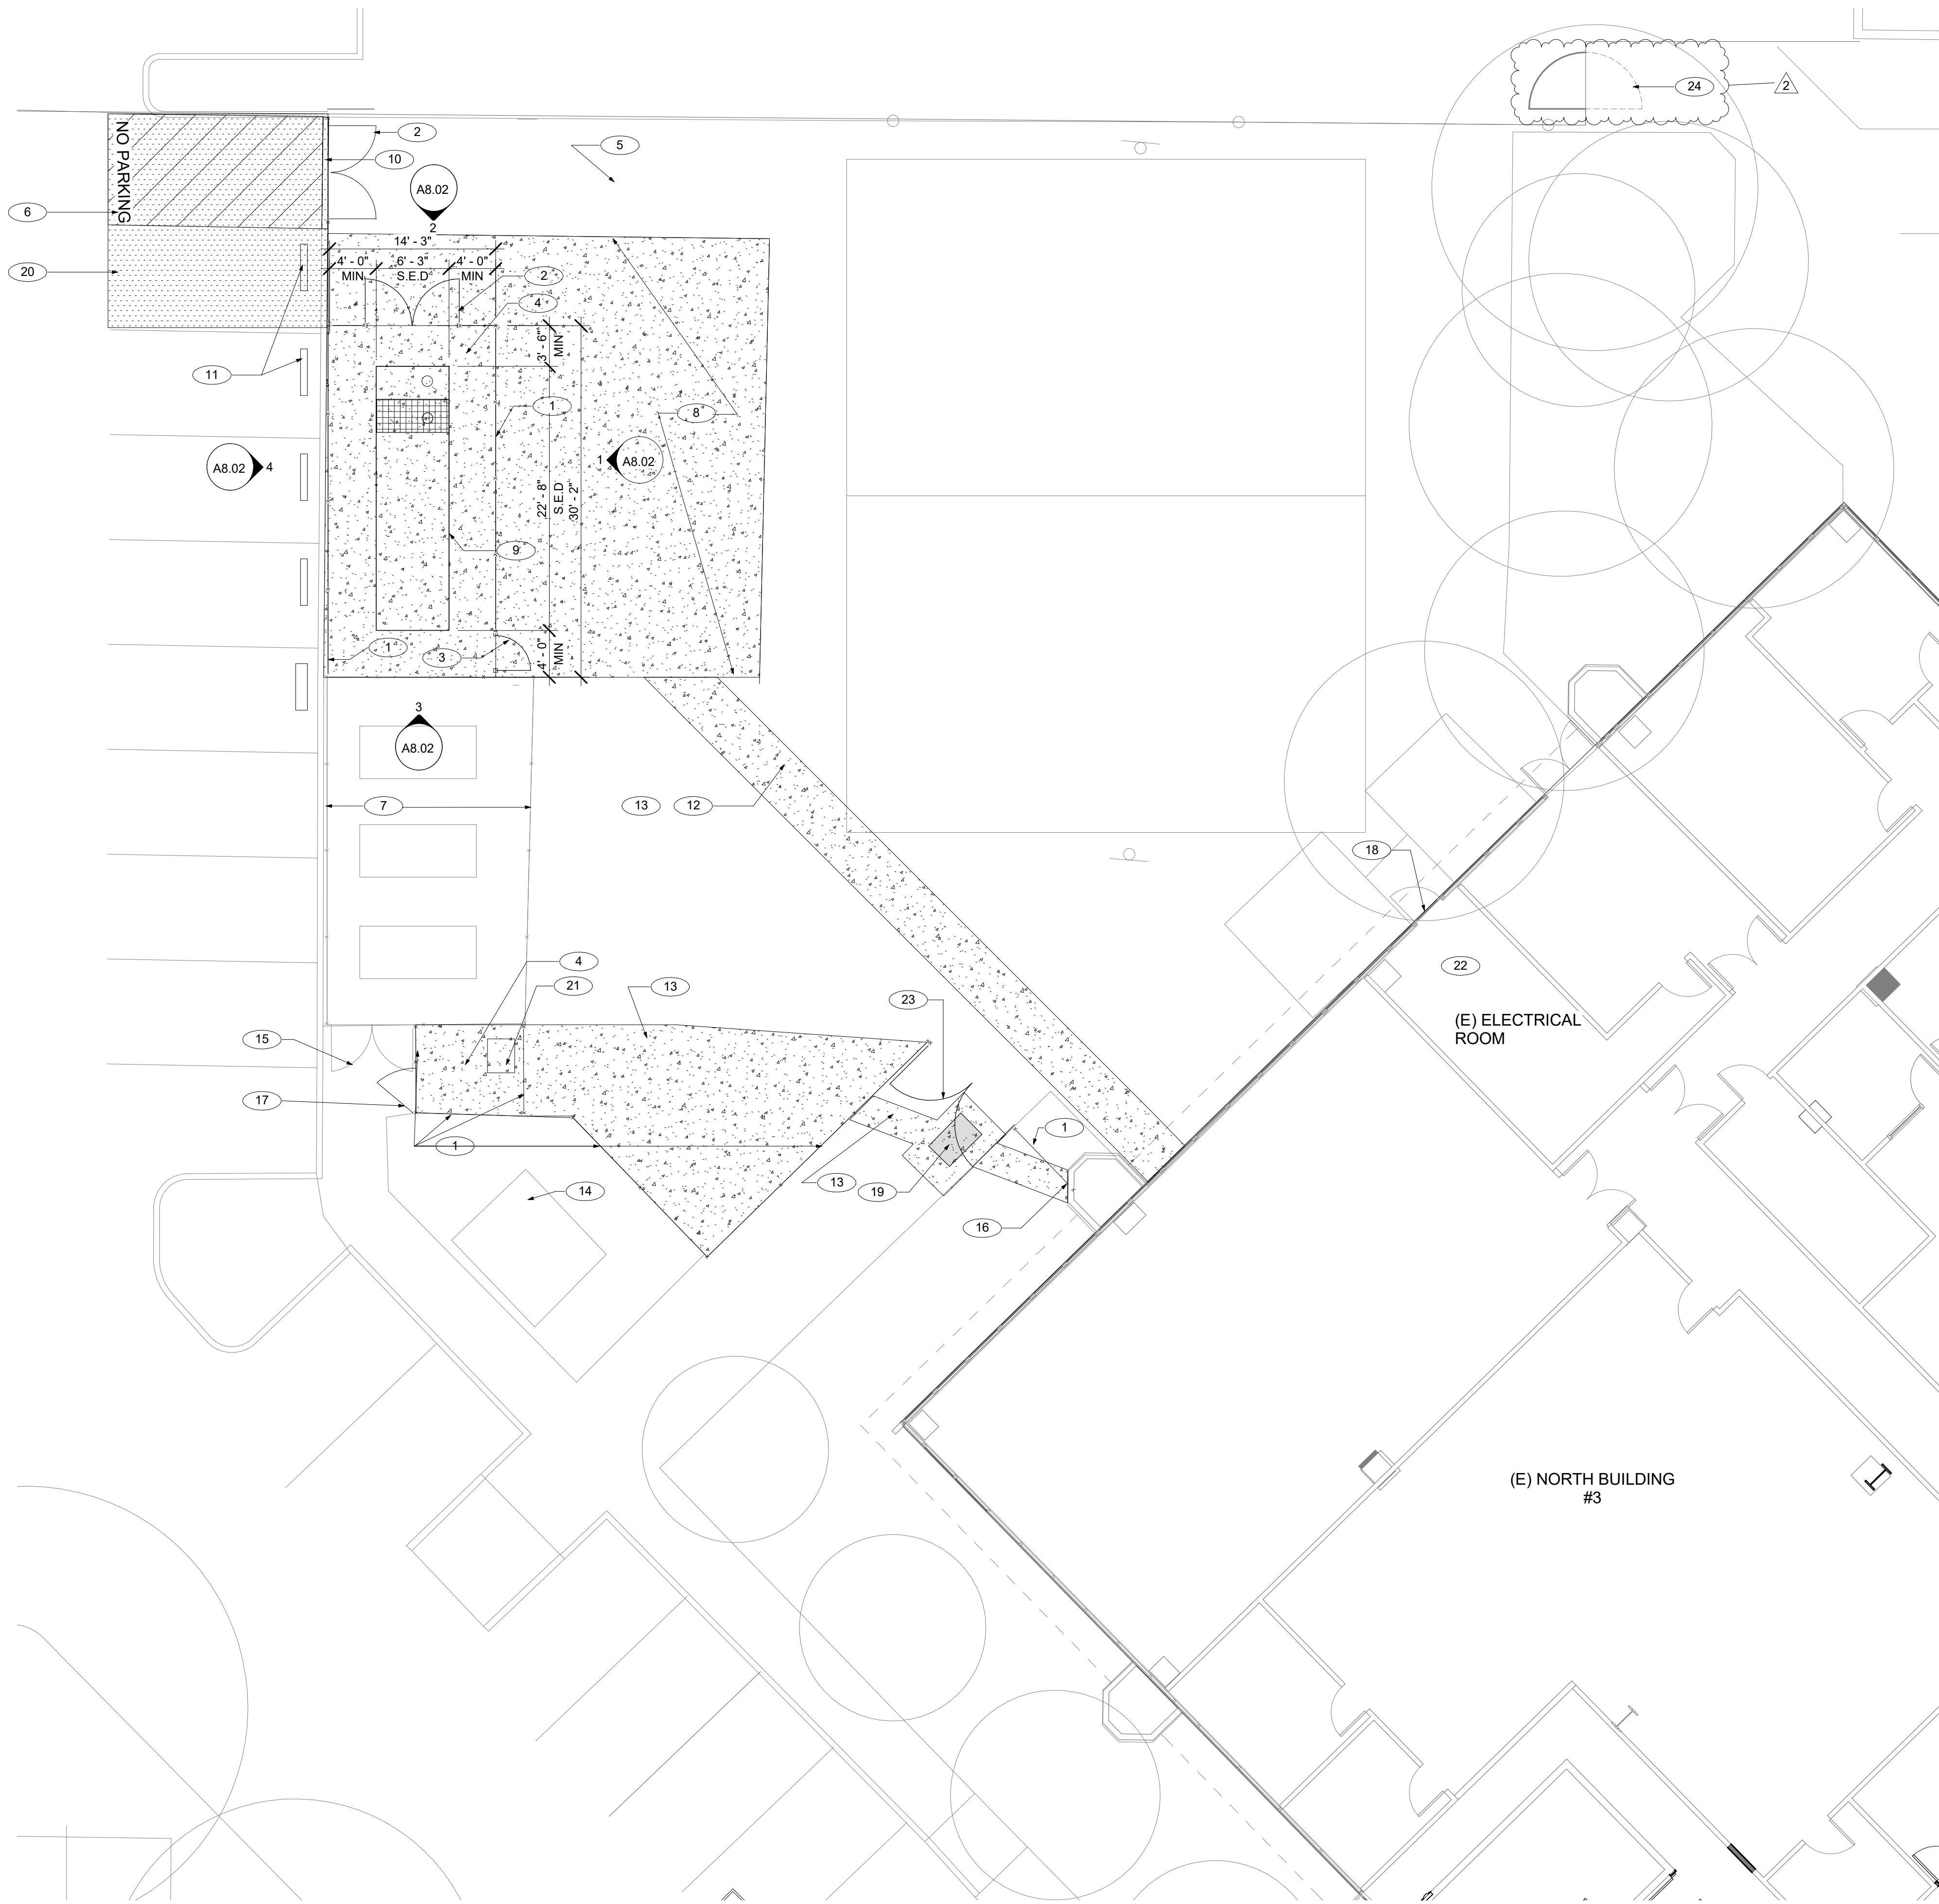 24
2
NO PARKING
2
10
5
A8.02
2
6
20
14' - 3"
4' - 0"
MIN
6' - 3"
S.E.D
4' - 0"
MIN
2
4
3' - 6"
MIN
11
1
8
A8.02
4
1
A8.02
22' - 8"
S.E.D
30' - 2"
9
1
3
4' - 0"
MIN
3
A8.02
7
13
12
18
4
21
13
23
22
(E) ELECTRICAL
ROOM
15
17
1
1
14
13
19
16
(E) NORTH BUILDING
#3